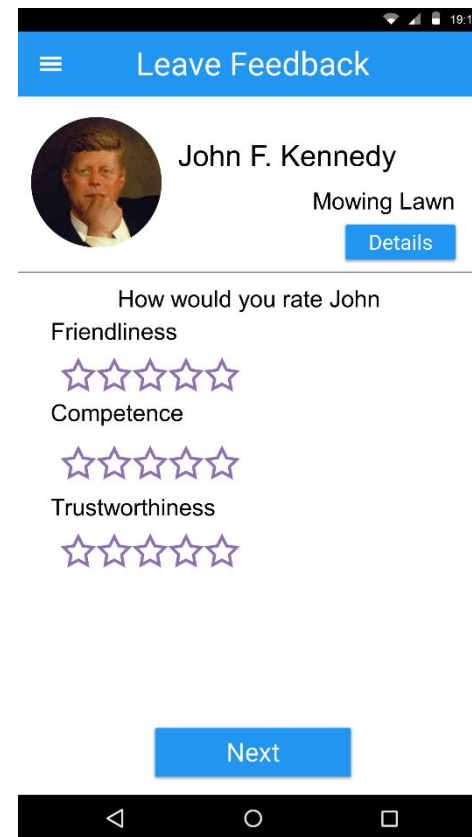 19:1
Leave Feedback
John F. Kennedy
Mowing Lawn
Details
How would you rate John
Friendliness
Competence
Trustworthiness
Next